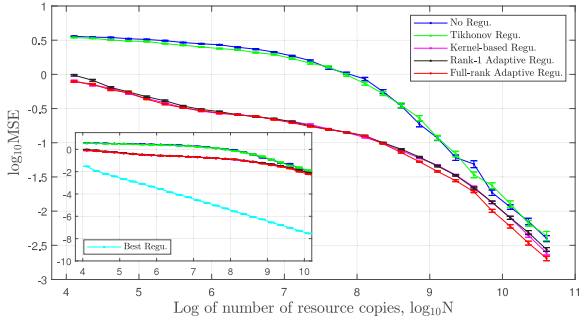 1
0.5
0
-0.5
-1
-1.5
-2
-2.5
-3
log10MSE
No Regu.
Tikhonov Regu.
Kernel-based Regu.
Rank-1 Adaptive Regu.
Full-rank Adaptive Regu.
0
-2
-4
-6
-8
-10
Best Regu.
4 5 6 7 8 9 10
4 5 6 7 8 9 10 11
Log of number of resource copies, log10N